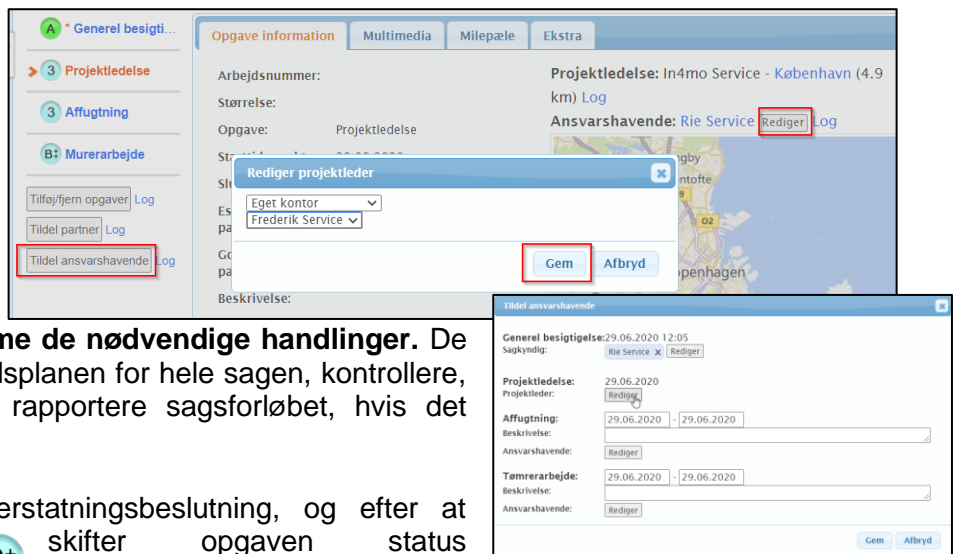 A * Generel besigti...
3 Projektledelse
3 Affugtning
B‡ Murerarbejde
Tilføj/fjern opgaver Log
Tildel partner Log
Tildel ansvarshavende Log
Opgave information Multimedia Milepæle Ekstra
Arbejdsnummer:
Størrelse:
Opgave: Projektledelse
Beskrivelse:
Projektledelse: In4mo Service - København (4.9
km) Log
Ansvarshavende: Rie Service Rediger Log
Rediger projektleder
Eget kontor
Frederik Service
Gem Afbryd
O2
Tildel ansvarshavende
Generel besigtigelse:29.06.2020 12:05
Sagkyndig: Rie Service x Rediger
Projektledelse: 29.06.2020
Projektleder: Rediger
Affugtning: 29.06.2020 - 29.06.2020
Beskrivelse:
Ansvarshavende: Rediger
Tømrerarbejde: 29.06.2020 - 29.06.2020
Beskrivelse:
Ansvarshavende: Rediger
Gem Afbryd
me de nødvendige handlinger. De
dsplanen for hele sagen, kontrollere,
rapportere sagsforløbet, hvis det
erstatningsbeslutning, og efter at
skifter opgaven status